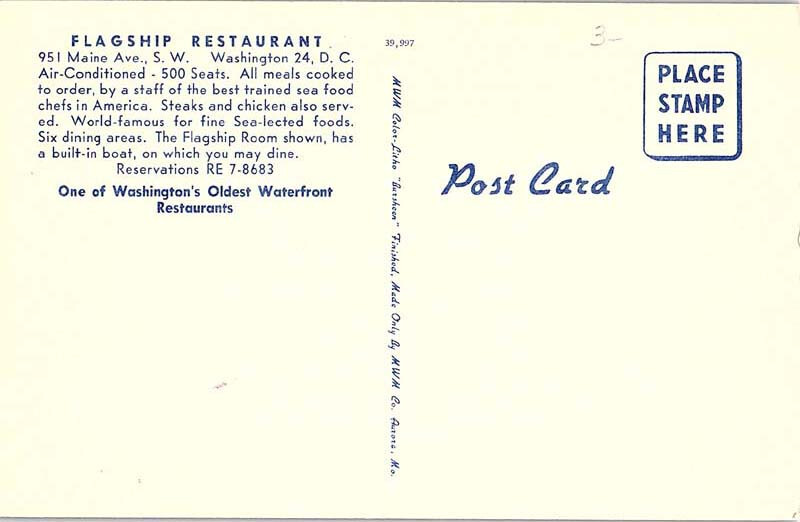 FLAGSHIP RESTAURANT
951 Maine Ave., S. W. Washington 24, D. C.
Air-Conditioned - 500 Seats. All meals cooked
to order, by a staff of the best trained sea food
chefs in America. Steaks and chicken also serv-
ed. World-famous for fine Sea-lected foods.
Six dining areas. The Flagship Room shown, has
a built-in boat, on which you may dine.
Reservations RE 7-8683
One of Washington's Oldest Waterfront
Restaurants
39,997
MWM Color-Litho "Larsheen" Finished, Made Only By MWM Co. Aurora, Mo.
3-
PLACE
STAMP
HERE
Post Card